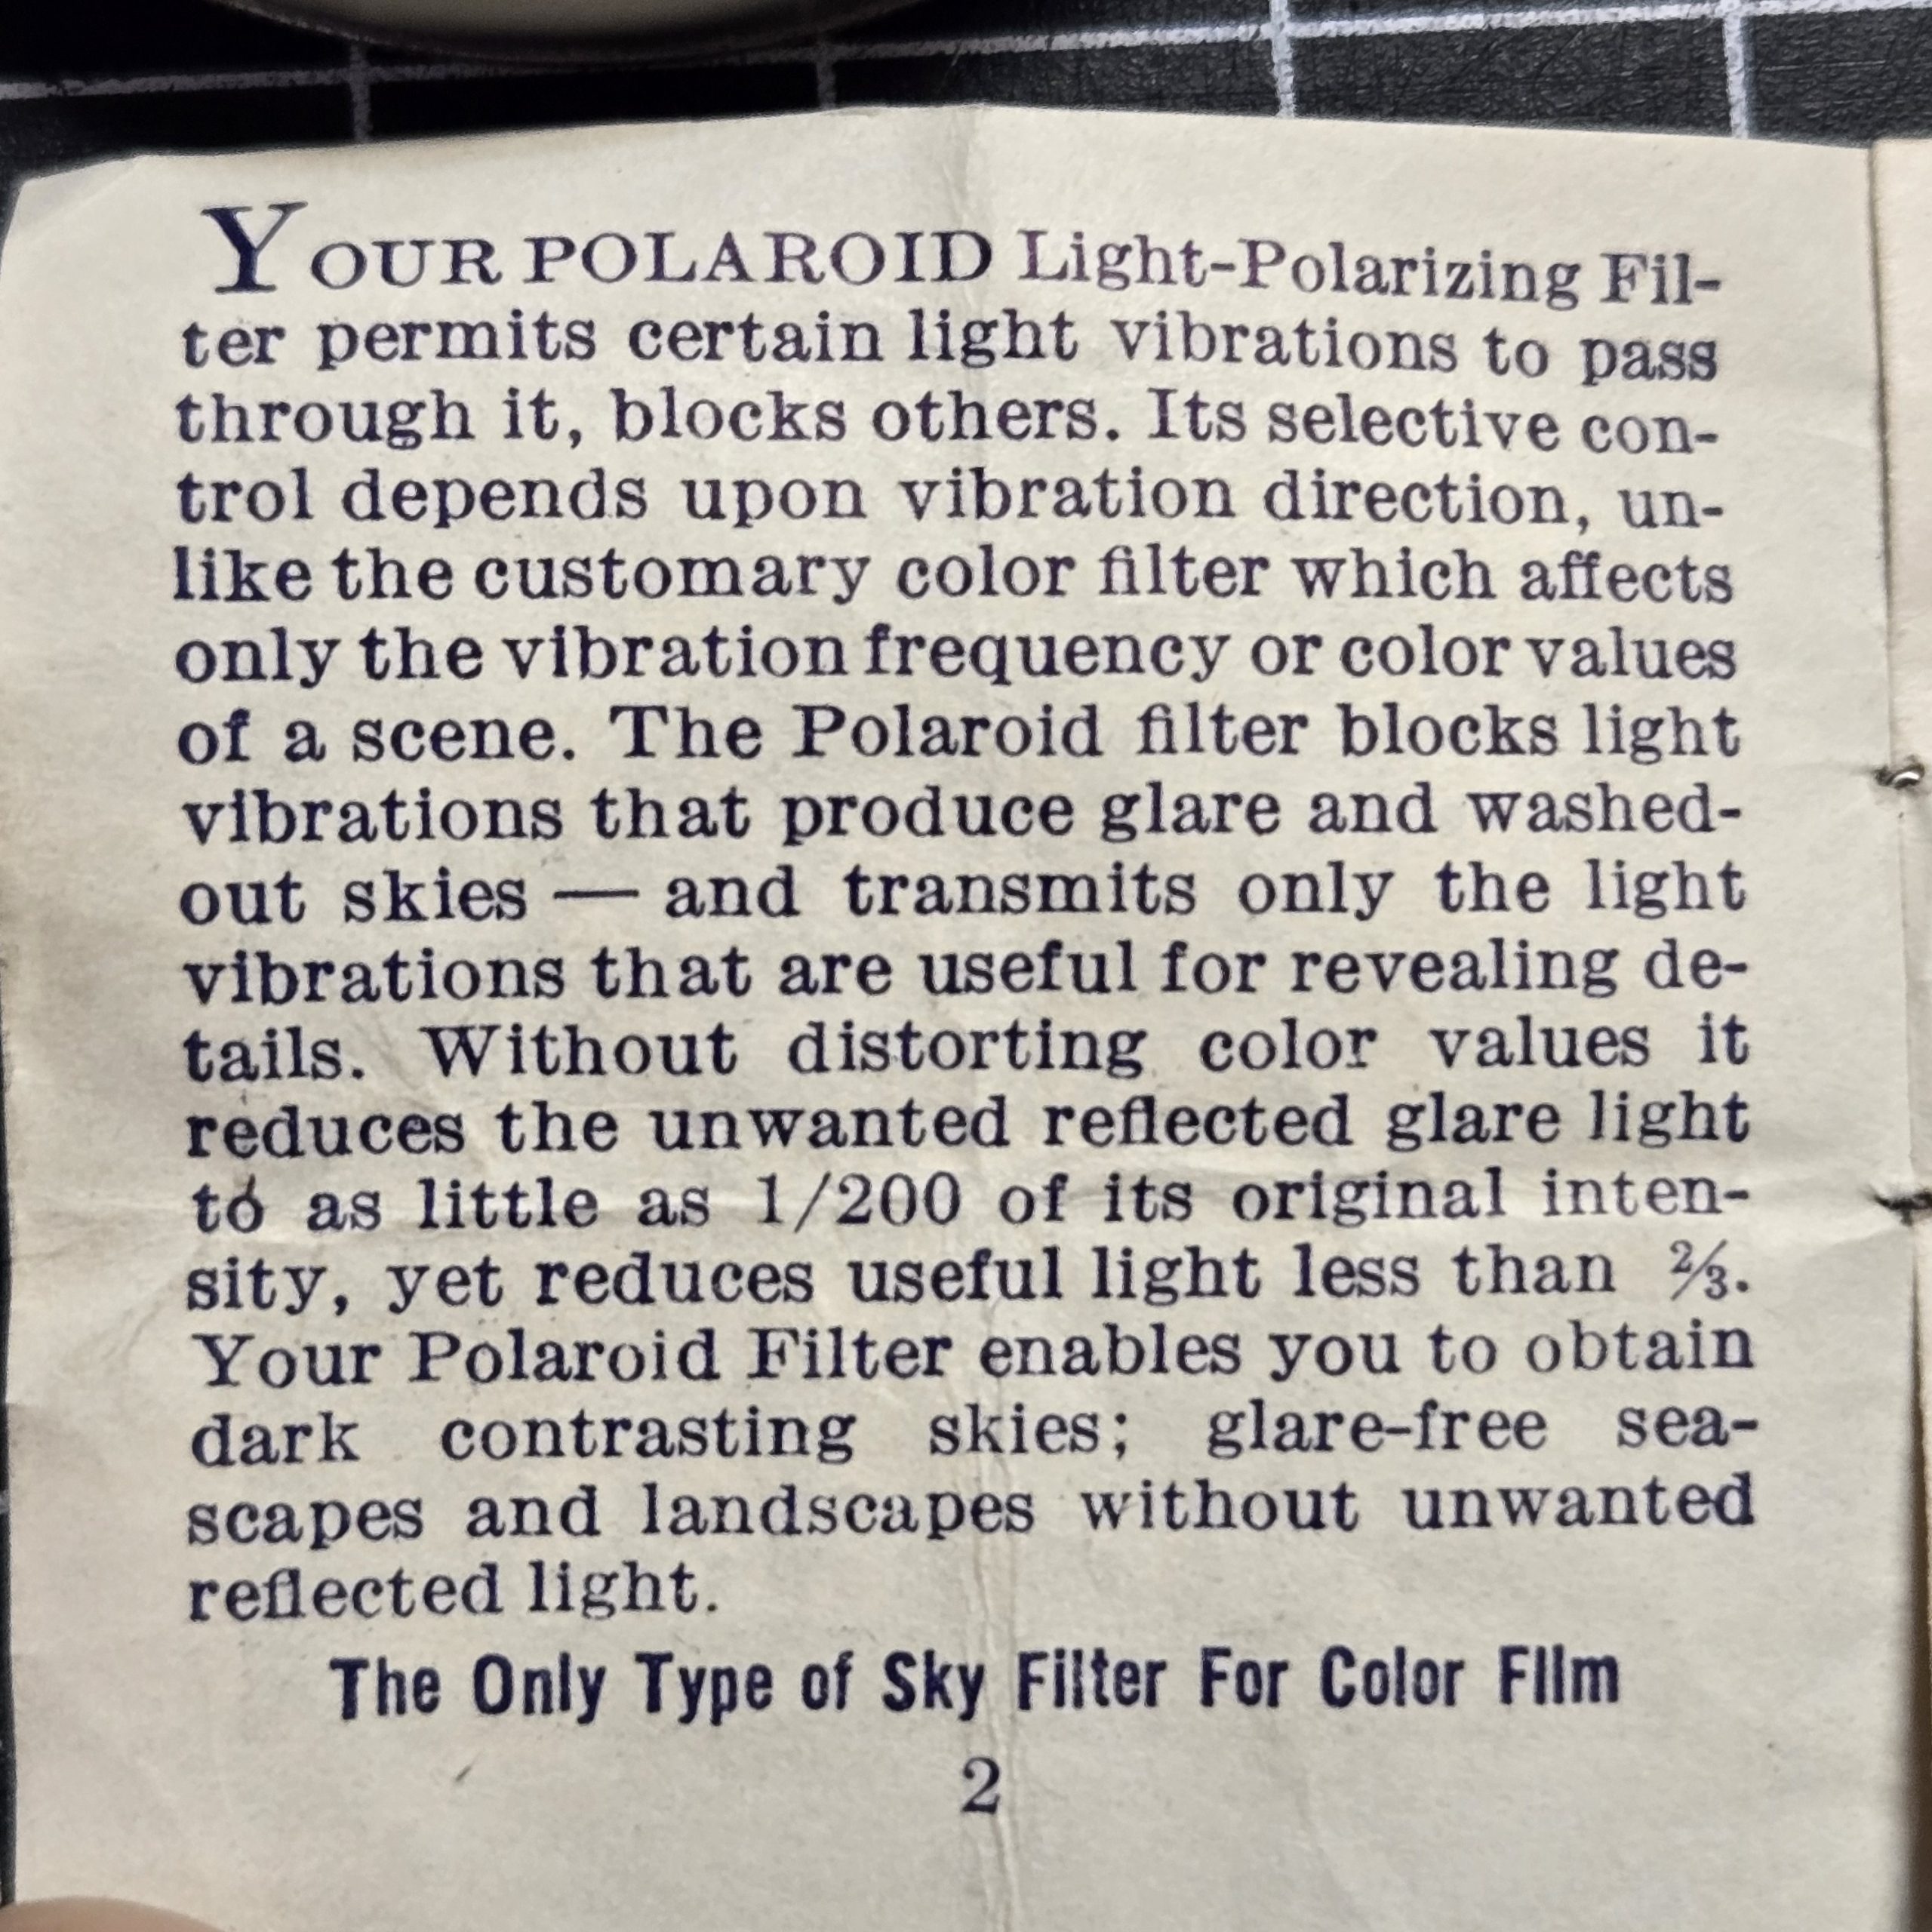 YOUR POLAROID Light-Polarizing Fil-
ter permits certain light vibrations to pass
through it, blocks others. Its selective con-
trol depends upon vibration direction, un-
like the customary color filter which affects
only the vibration frequency or color values
of a scene. The Polaroid filter blocks light
vibrations that produce glare and washed-
out skies — and transmits only the light
vibrations that are useful for revealing de-
tails. Without distorting color values it
reduces the unwanted reflected glare light
to as little as 1/200 of its original inten-
sity, yet reduces useful light less than ⅔.
Your Polaroid Filter enables you to obtain
dark contrasting skies; glare-free sea-
scapes and landscapes without unwanted
reflected light.
The Only Type of Sky Filter For Color FIlm
2